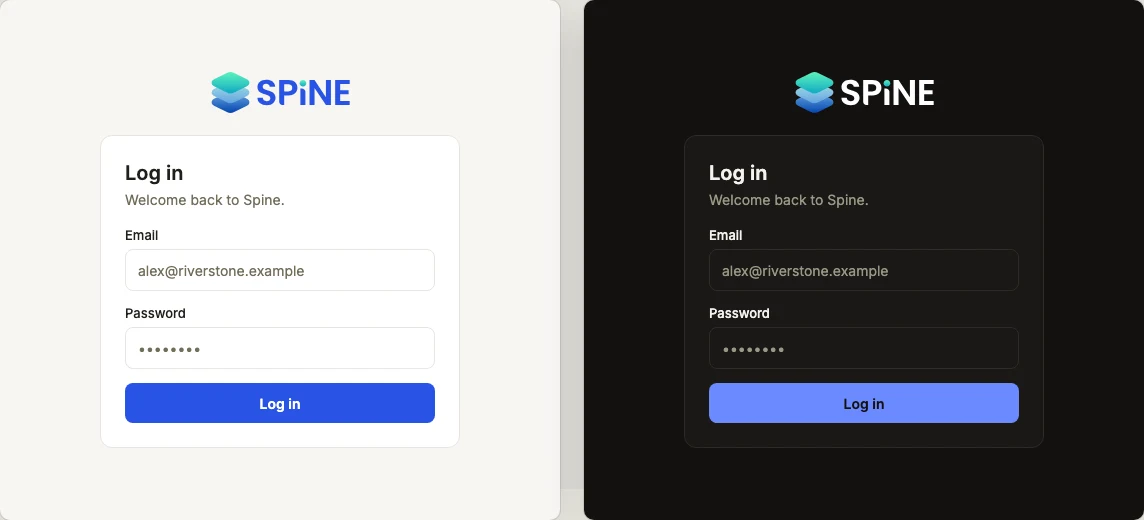 SPiNE
Log in
Welcome back to Spine.
Email
alex@riverstone.example
Password
••••••••
Log in
SPiNE
Log in
Welcome back to Spine.
Email
alex@riverstone.example
Password
••••••••
Log in